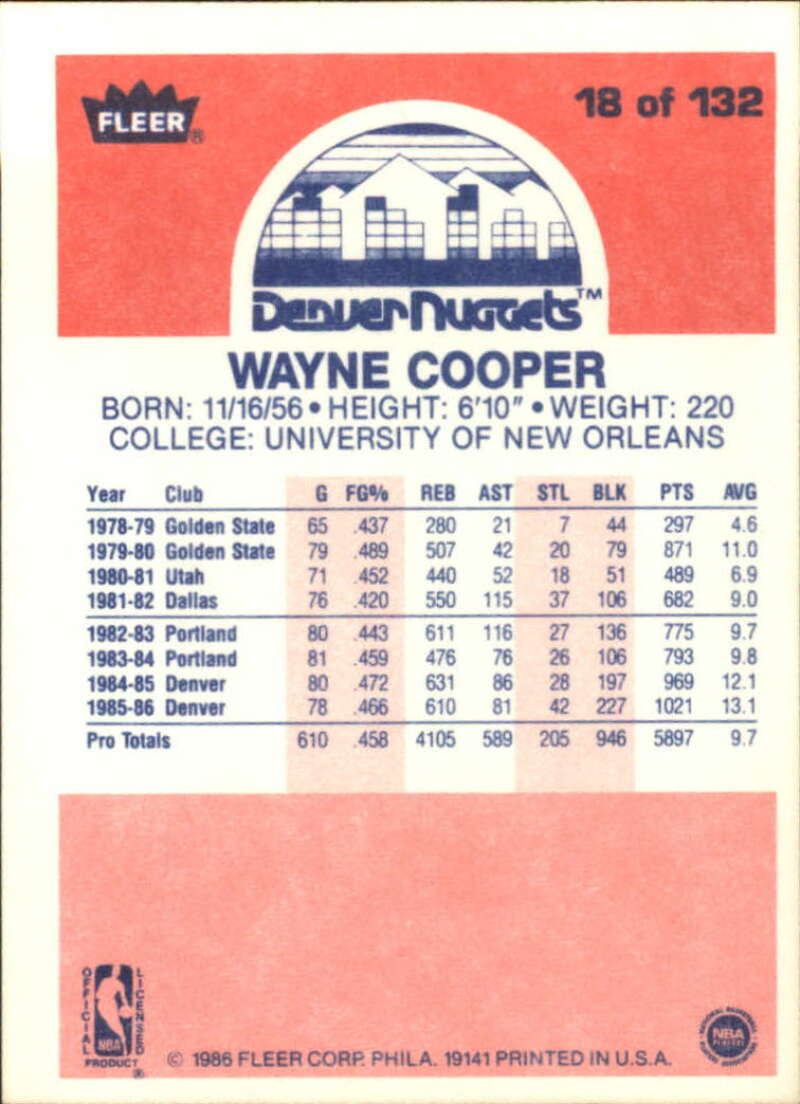 FLEER®
18 of 132
Denver Nuggets™
WAYNE COOPER
BORN: 11/16/56 • HEIGHT: 6'10" • WEIGHT: 220
COLLEGE: UNIVERSITY OF NEW ORLEANS
Year Club G FG% REB AST STL BLK PTS AVG
1978-79 Golden State 65 .437 280 21 7 44 297 4.6
1979-80 Golden State 79 .489 507 42 20 79 871 11.0
1980-81 Utah 71 .452 440 52 18 51 489 6.9
1981-82 Dallas 76 .420 550 115 37 106 682 9.0
1982-83 Portland 80 .443 611 116 27 136 775 9.7
1983-84 Portland 81 .459 476 76 26 106 793 9.8
1984-85 Denver 80 .472 631 86 28 197 969 12.1
1985-86 Denver 78 .466 610 81 42 227 1021 13.1
Pro Totals 610 .458 4105 589 205 946 5897 9.7
OFFICIAL
LICENSED
NBA
PRODUCT ®
© 1986 FLEER CORP. PHILA. 19141 PRINTED IN U.S.A.
NATIONAL BASKETBALL
NBA
PLAYERS